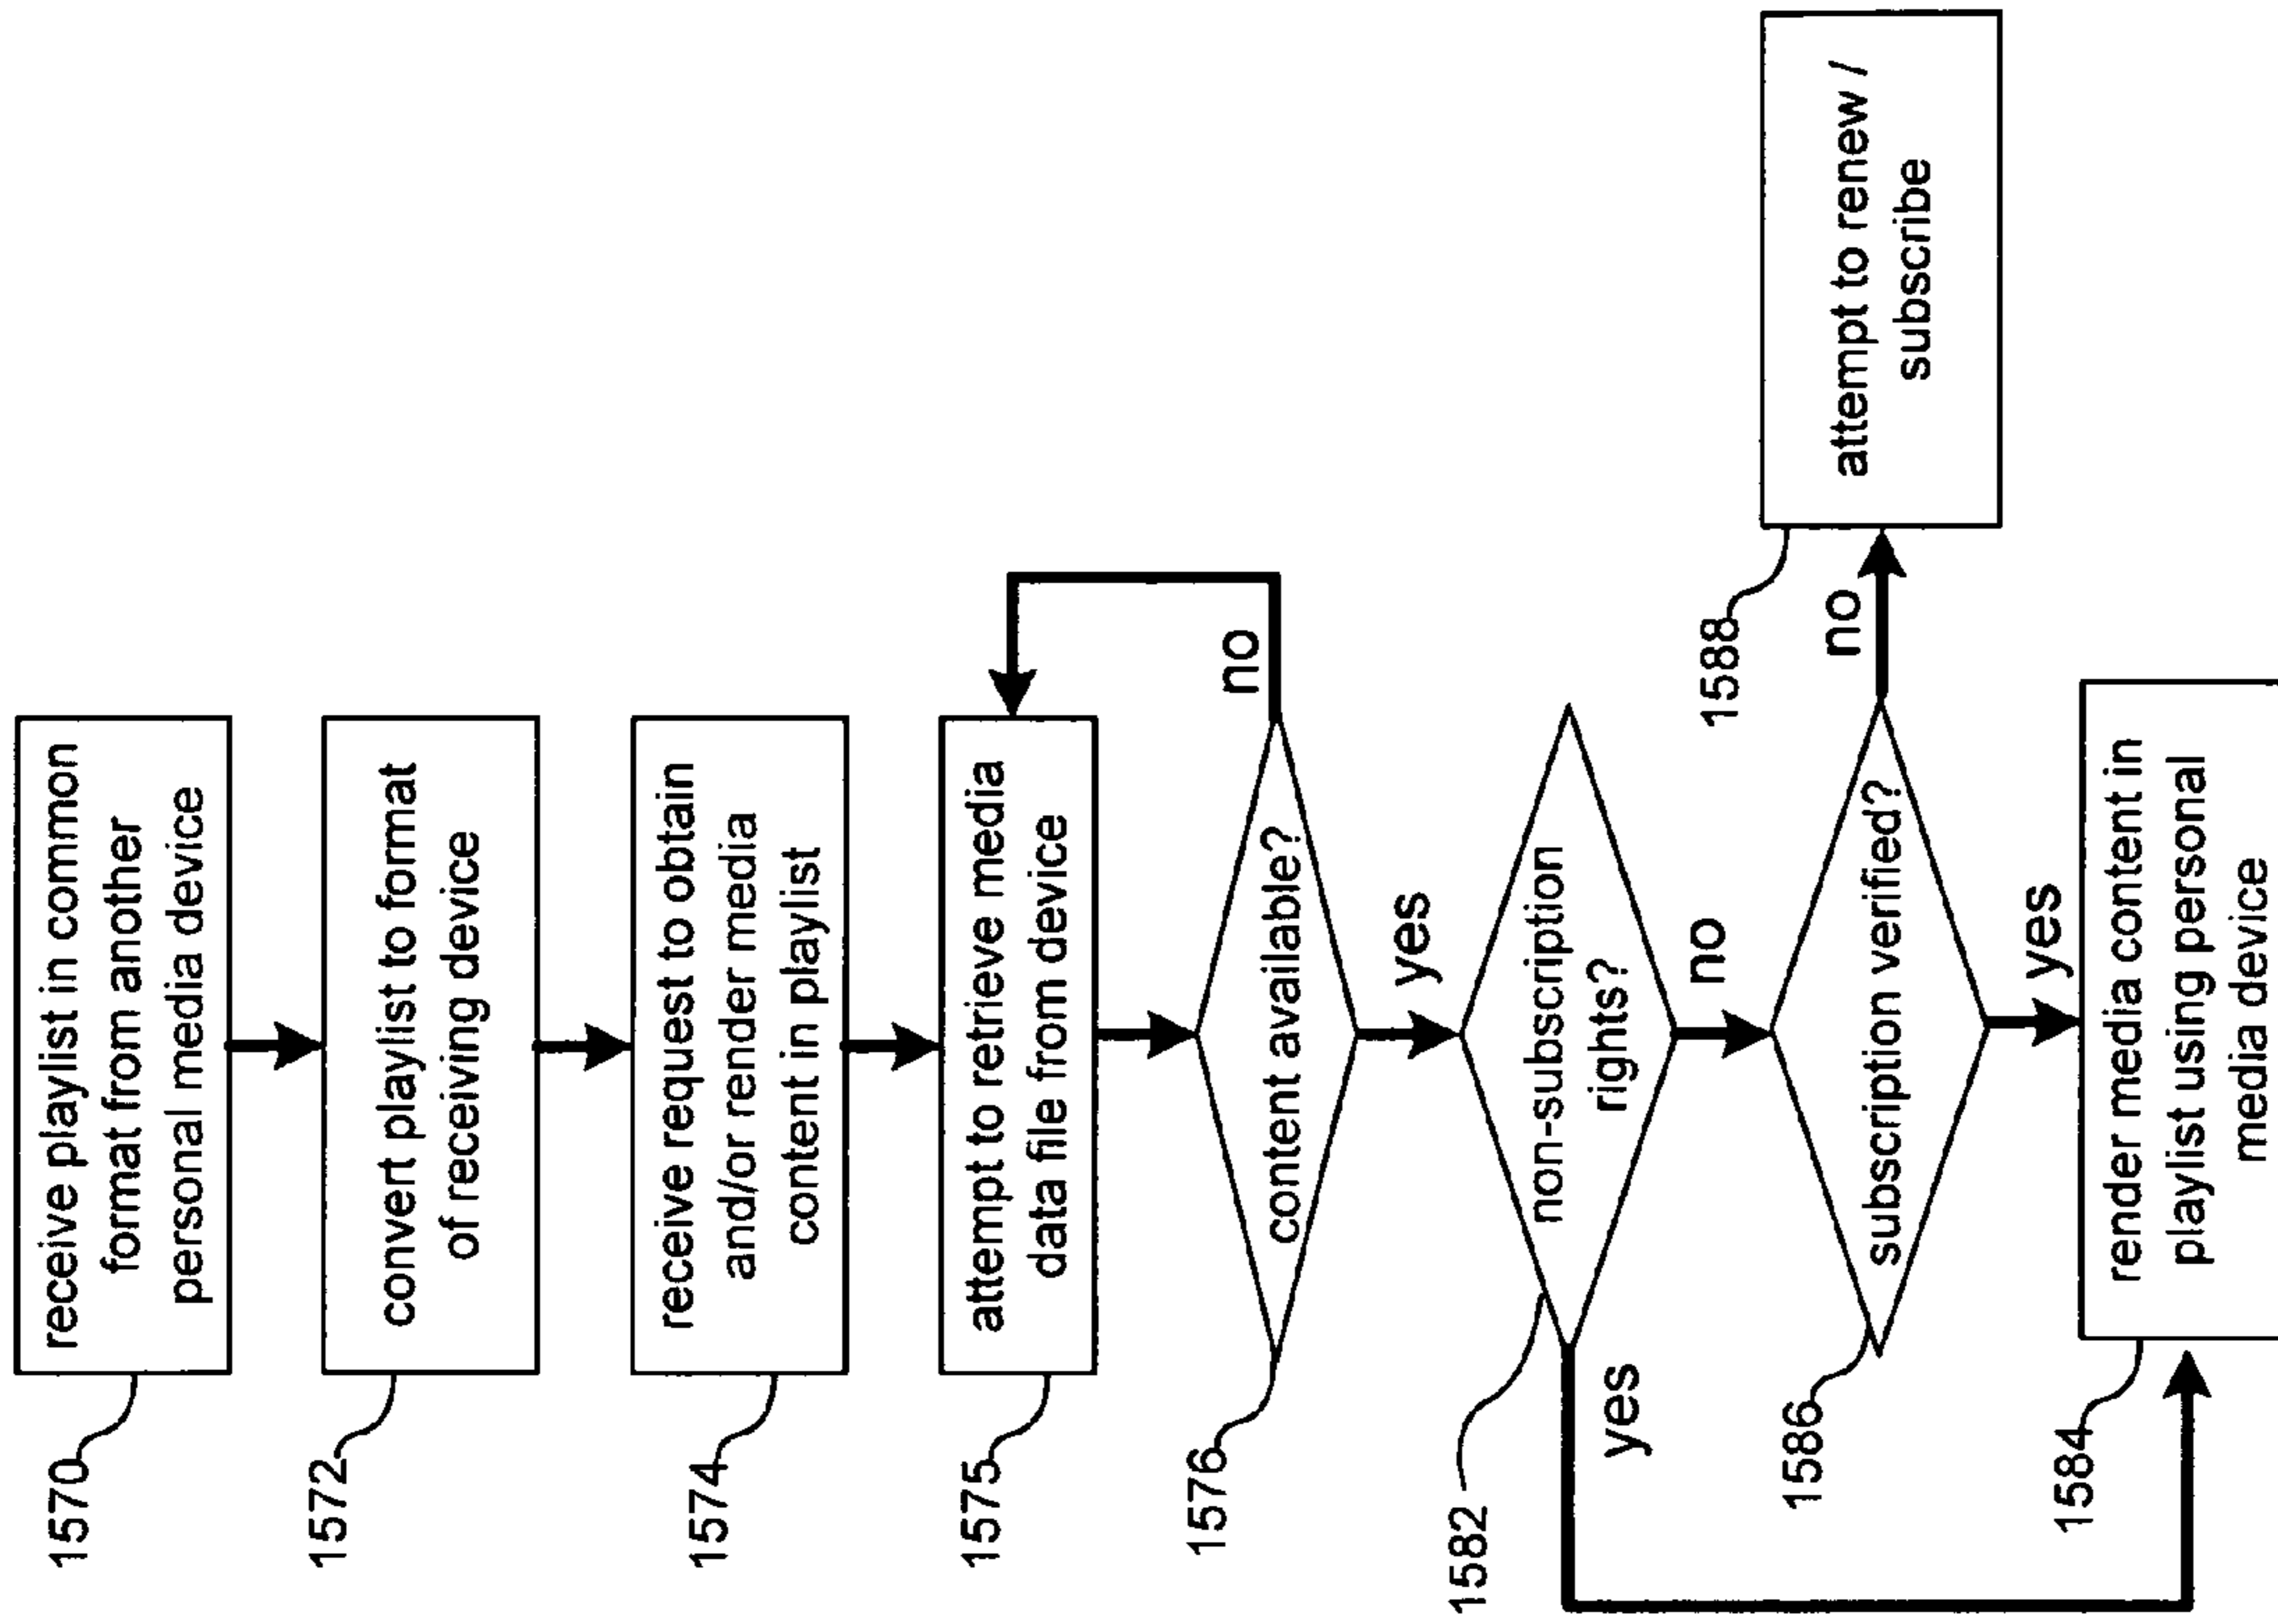 1570
receive playlist in common
format from another
personal media device
1572
convert playlist to format
of receiving device
1574
receive request to obtain
and/or render media
content in playlist
1575
attempt to retrieve media
data file from device
1576
content available?
no
yes
1582
non-subscription
rights?
yes
no
1586
subscription verified?
no
1588
attempt to renew /
subscribe
yes
1584
render media content in
playlist using personal
media device